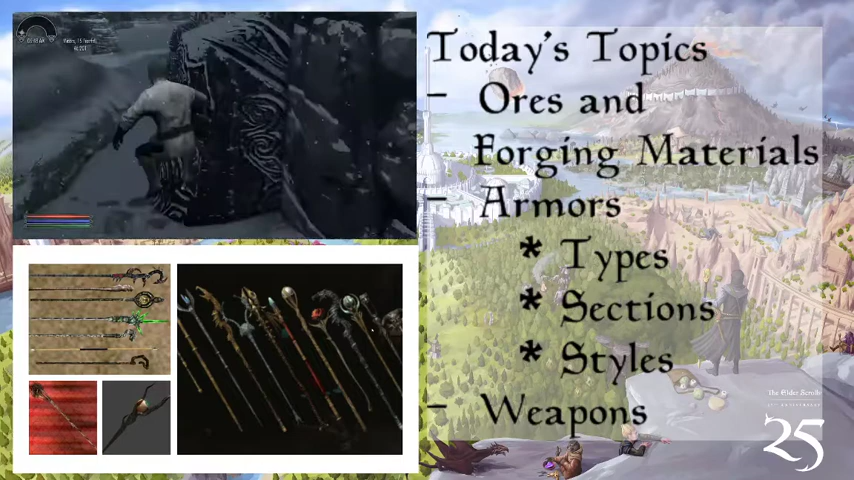 Today's Topics
- Ores and
Forging Materials
- Armors
* Types
* Sections
* Styles
- Weapons
The Elder Scrolls
25